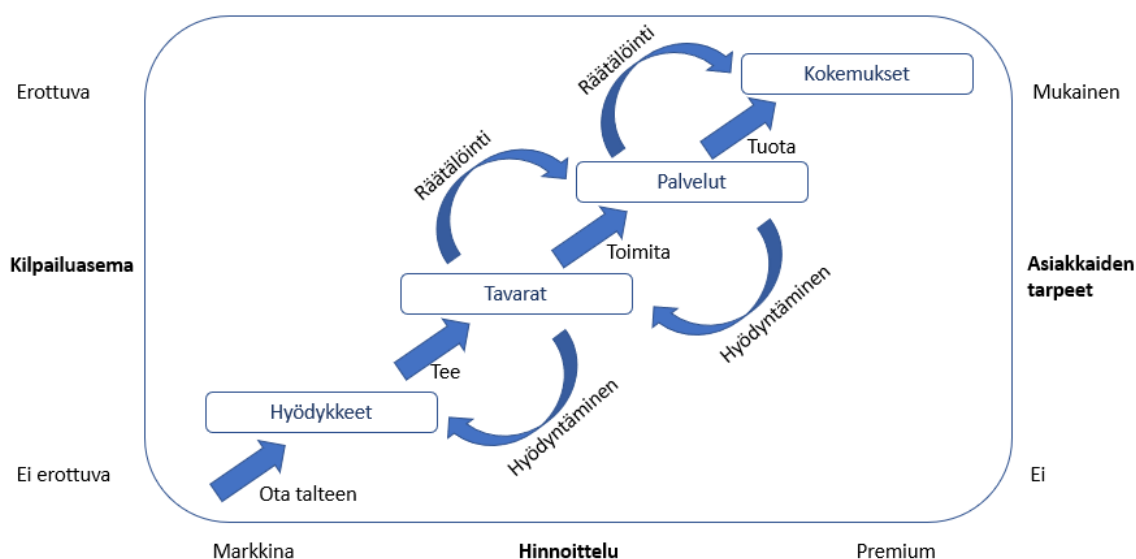 Räätälöinti
Kokemukset
Erottuva
Mukainen
Räätälöinti
Tuota
Palvelut
Kilpailuasema
Toimita
Asiakkaiden
tarpeet
Tavarat
Hyödyntäminen
Tee
Hyödykkeet
Hyödyntäminen
Ei erottuva
Ota talteen
Ei
Markkina
Hinnoittelu
Premium